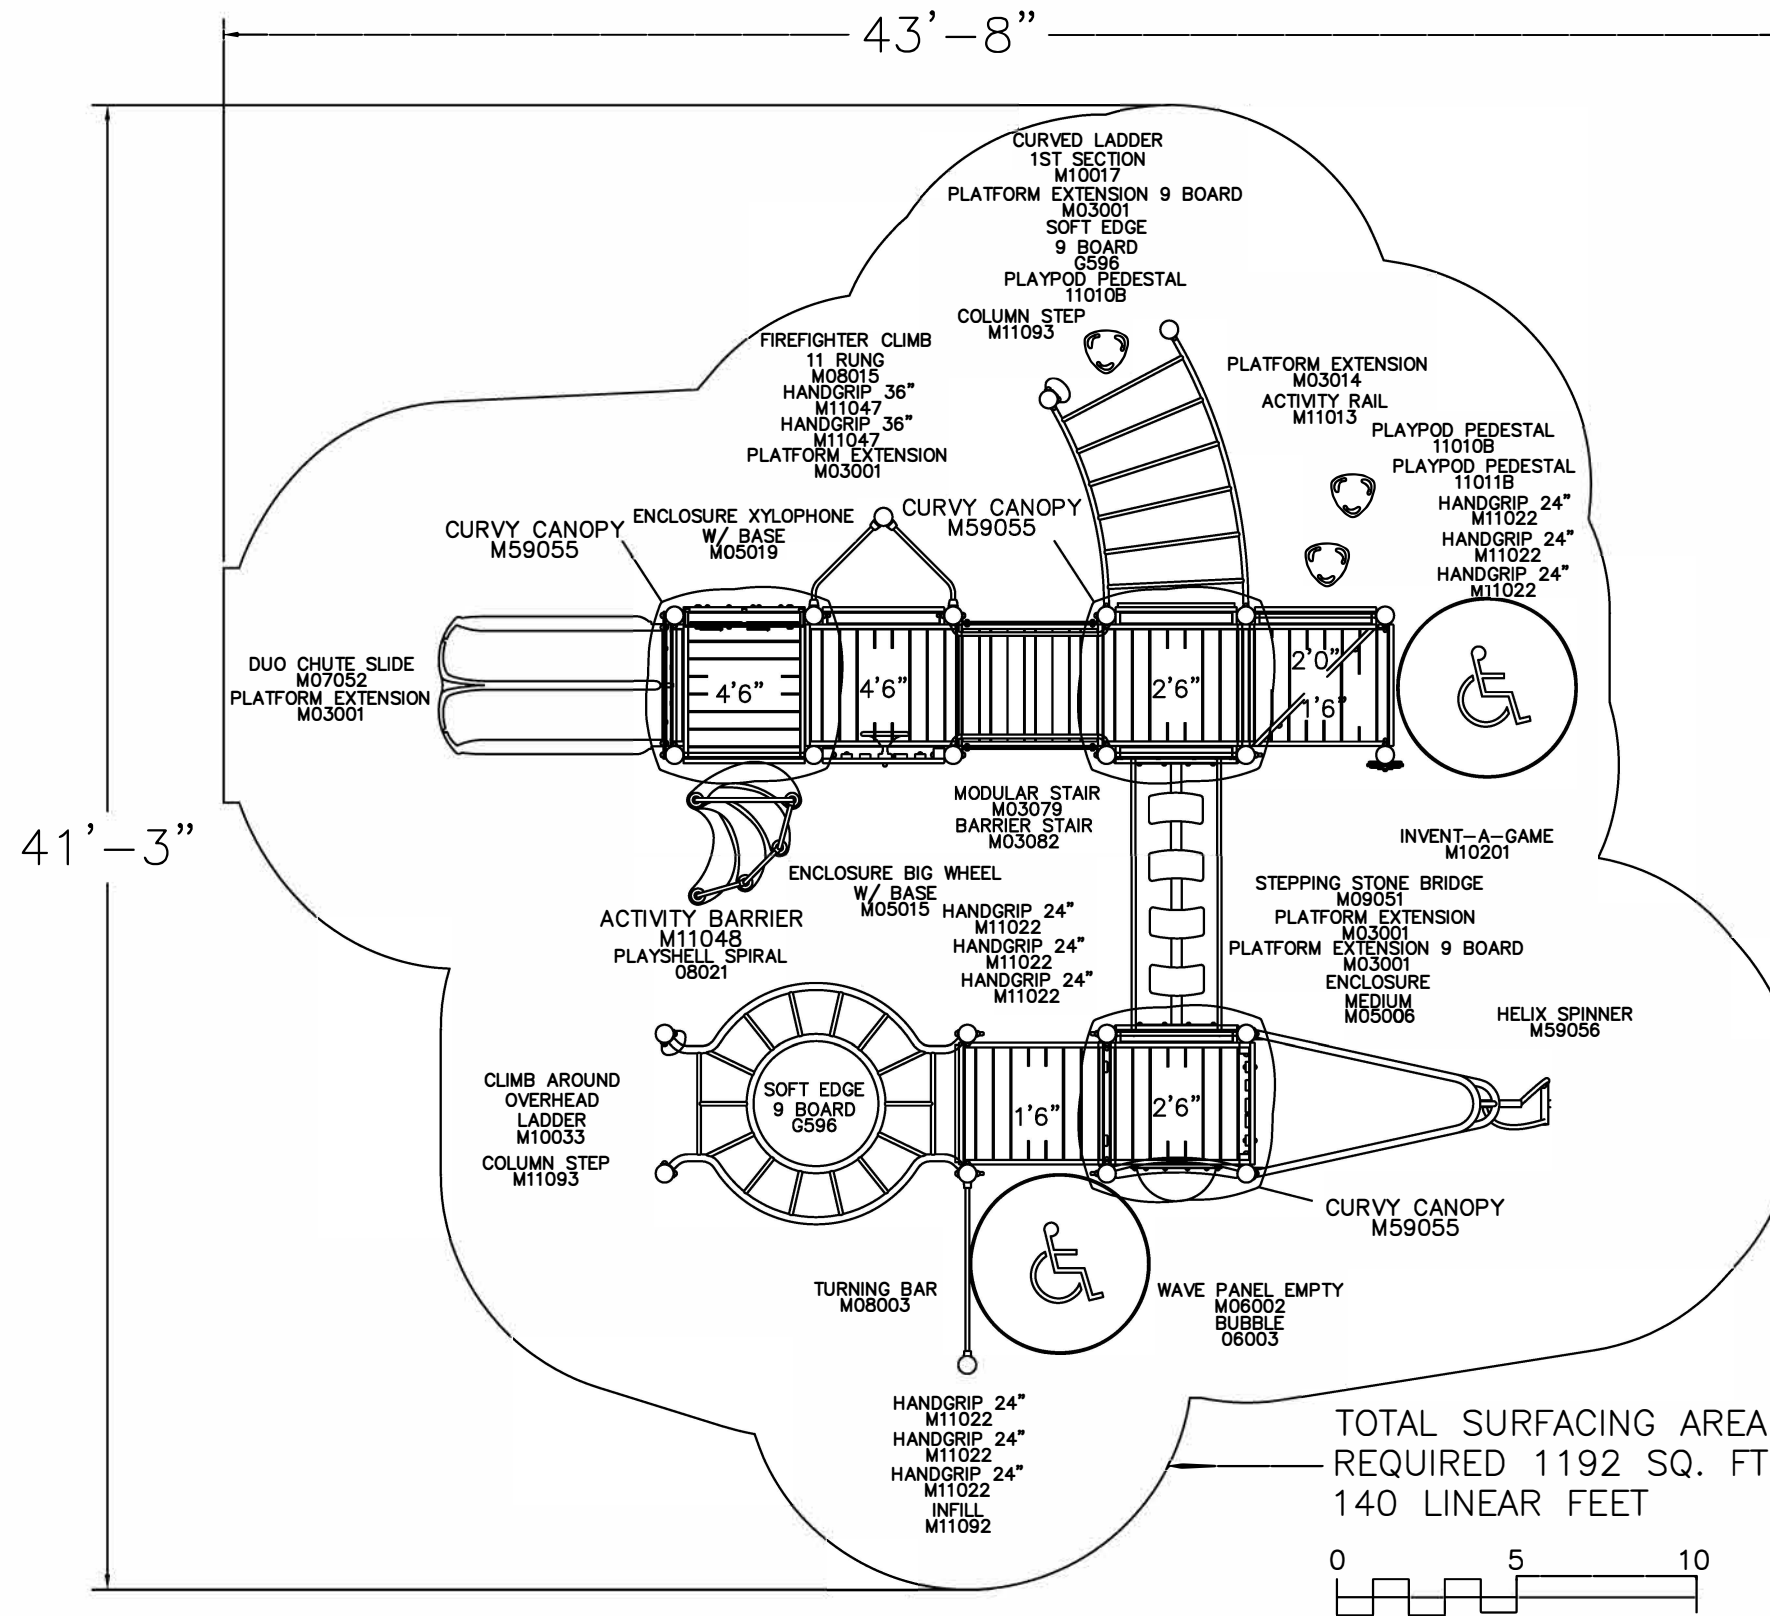 43'-8"
41'-3"
CURVED LADDER
1ST SECTION
M10017
PLATFORM EXTENSION 9 BOARD
M03001
SOFT EDGE
9 BOARD
G596
PLAYPOD PEDESTAL
11010B
COLUMN STEP
M11093
FIREFIGHTER CLIMB
11 RUNG
M08015
HANDGRIP 36"
M11047
HANDGRIP 36"
M11047
PLATFORM EXTENSION
M03001
PLATFORM EXTENSION
M03014
ACTIVITY RAIL
M11013
PLAYPOD PEDESTAL
11010B
PLAYPOD PEDESTAL
11011B
HANDGRIP 24"
M11022
HANDGRIP 24"
M11022
HANDGRIP 24"
M11022
CURVY CANOPY
M59055
ENCLOSURE XYLOPHONE
W/ BASE
M05019
CURVY CANOPY
M59055
DUO CHUTE SLIDE
M07052
PLATFORM EXTENSION
M03001
4'6"
4'6"
2'6"
2'0"
1'6"
MODULAR STAIR
M03079
BARRIER STAIR
M03082
INVENT-A-GAME
M10201
ENCLOSURE BIG WHEEL
W/ BASE
M05015
HANDGRIP 24"
M11022
HANDGRIP 24"
M11022
HANDGRIP 24"
M11022
ACTIVITY BARRIER
M11048
PLAYSHELL SPIRAL
08021
STEPPING STONE BRIDGE
M09051
PLATFORM EXTENSION
M03001
PLATFORM EXTENSION 9 BOARD
M03001
ENCLOSURE
MEDIUM
M05006
HELIX SPINNER
M59056
CLIMB AROUND
OVERHEAD
LADDER
M10033
COLUMN STEP
M11093
SOFT EDGE
9 BOARD
G596
1'6"
2'6"
CURVY CANOPY
M59055
TURNING BAR
M08003
WAVE PANEL EMPTY
M06002
BUBBLE
06003
HANDGRIP 24"
M11022
HANDGRIP 24"
M11022
HANDGRIP 24"
M11022
INFILL
M11092
TOTAL SURFACING AREA
REQUIRED 1192 SQ. FT
140 LINEAR FEET
0 5 10